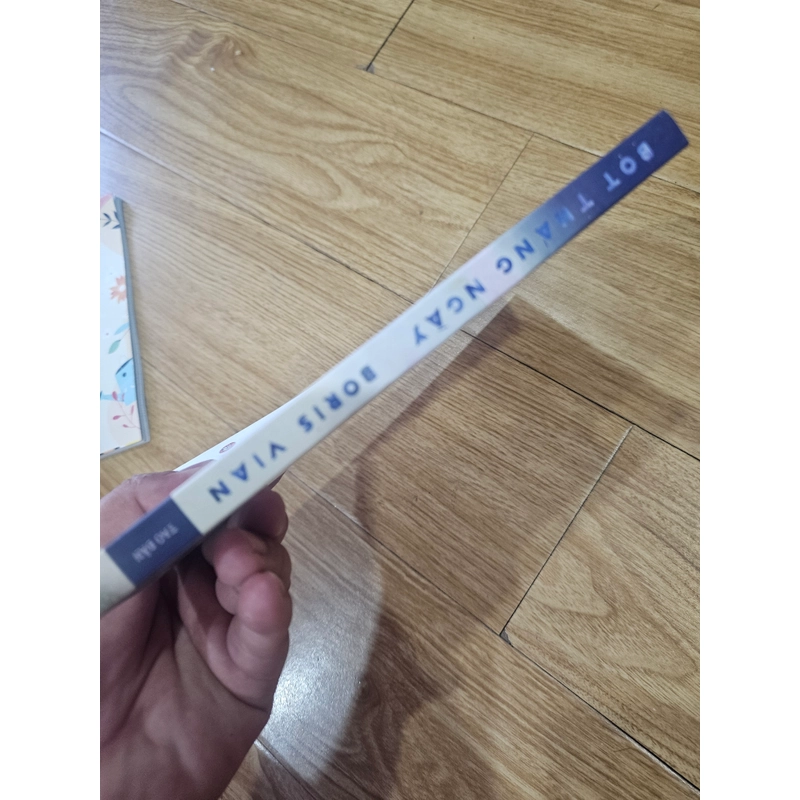 BỌT THÁNG NGÀY
BORIS VIAN
TAO ĐÀN